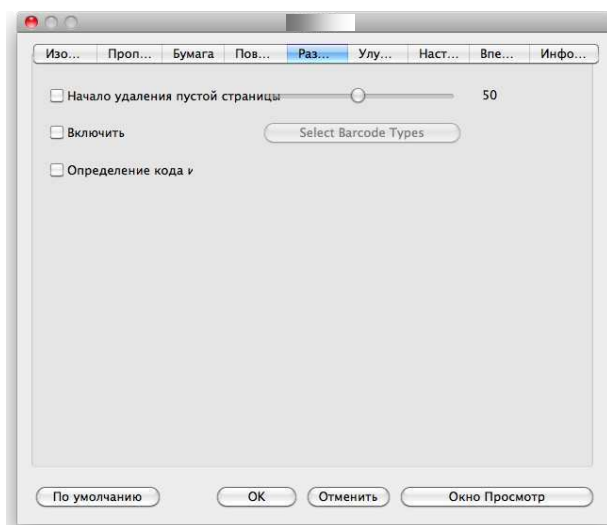 Изо... Проп... Бумага Пов... Раз... Улу... Наст... Впе... Инфо...
Начало удаления пустой страницы 50
Включить Select Barcode Types
Определение кода и
По умолчанию OK Отменить Окно Просмотр